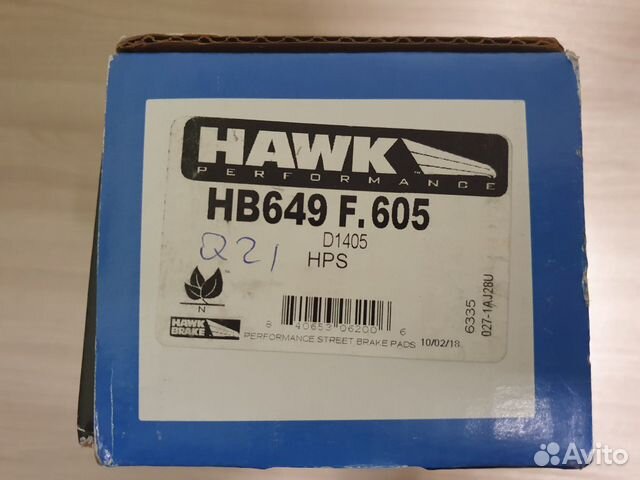 HAWK
PERFORMANCE
HB649 F.605
D1405
Q21
HPS
N
8 40653 06200 6
HAWK
BRAKE
PERFORMANCE STREET BRAKE PADS 10/02/18
6335
027-1AJ28U
Avito